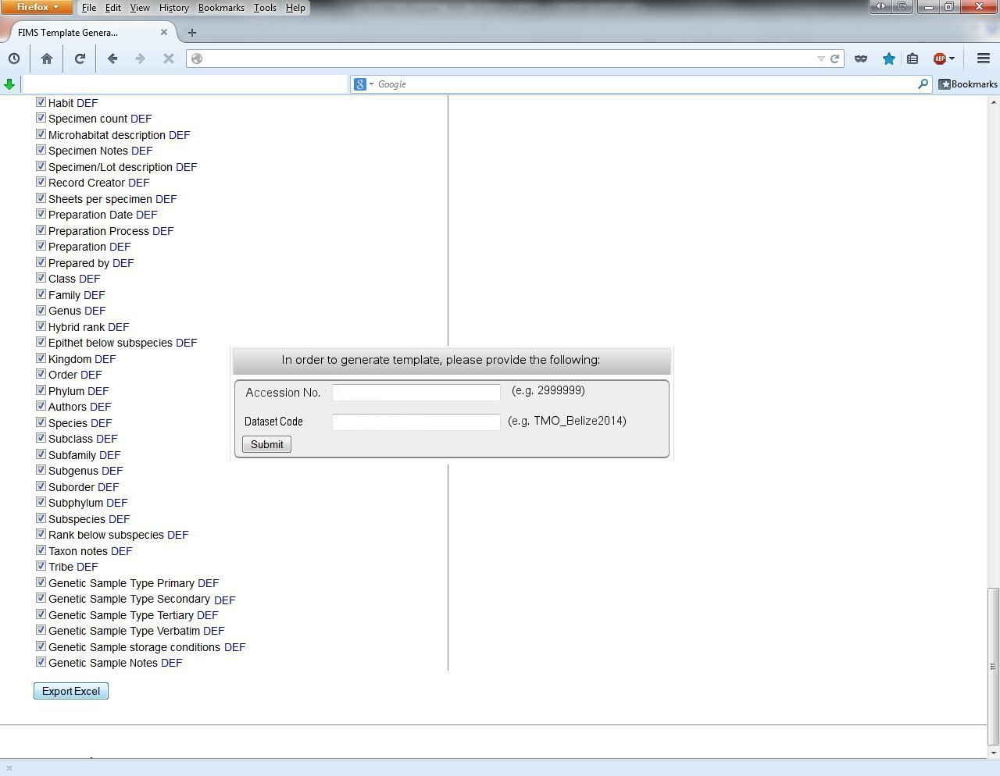 Firefox File Edit View History Bookmarks Tools Help
FIMS Template Genera...
ABP
Google Bookmarks
Habit DEF
Specimen count DEF
Microhabitat description DEF
Specimen Notes DEF
Specimen/Lot description DEF
Record Creator DEF
Sheets per specimen DEF
Preparation Date DEF
Preparation Process DEF
Preparation DEF
Prepared by DEF
Class DEF
Family DEF
Genus DEF
Hybrid rank DEF
Epithet below subspecies DEF
Kingdom DEF
Order DEF
Phylum DEF
Authors DEF
Species DEF
Subclass DEF
Subfamily DEF
Subgenus DEF
Suborder DEF
Subphylum DEF
Subspecies DEF
Rank below subspecies DEF
Taxon notes DEF
Tribe DEF
Genetic Sample Type Primary DEF
Genetic Sample Type Secondary DEF
Genetic Sample Type Tertiary DEF
Genetic Sample Type Verbatim DEF
Genetic Sample storage conditions DEF
Genetic Sample Notes DEF
Export Excel
In order to generate template, please provide the following:
Accession No. (e.g. 2999999)
Dataset Code (e.g. TMO_Belize2014)
Submit